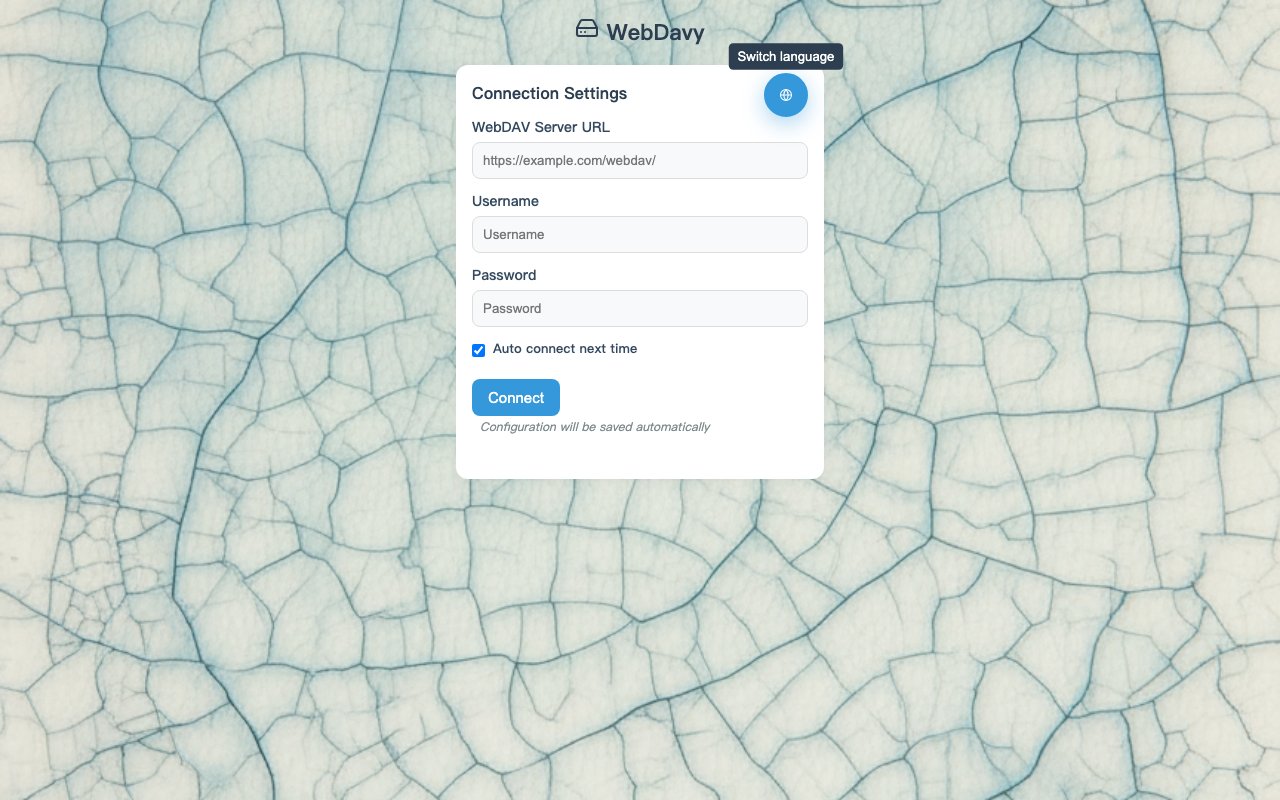 WebDavy
Switch language
Connection Settings
WebDAV Server URL
https://example.com/webdav/
Username
Username
Password
Password
Auto connect next time
Connect
Configuration will be saved automatically